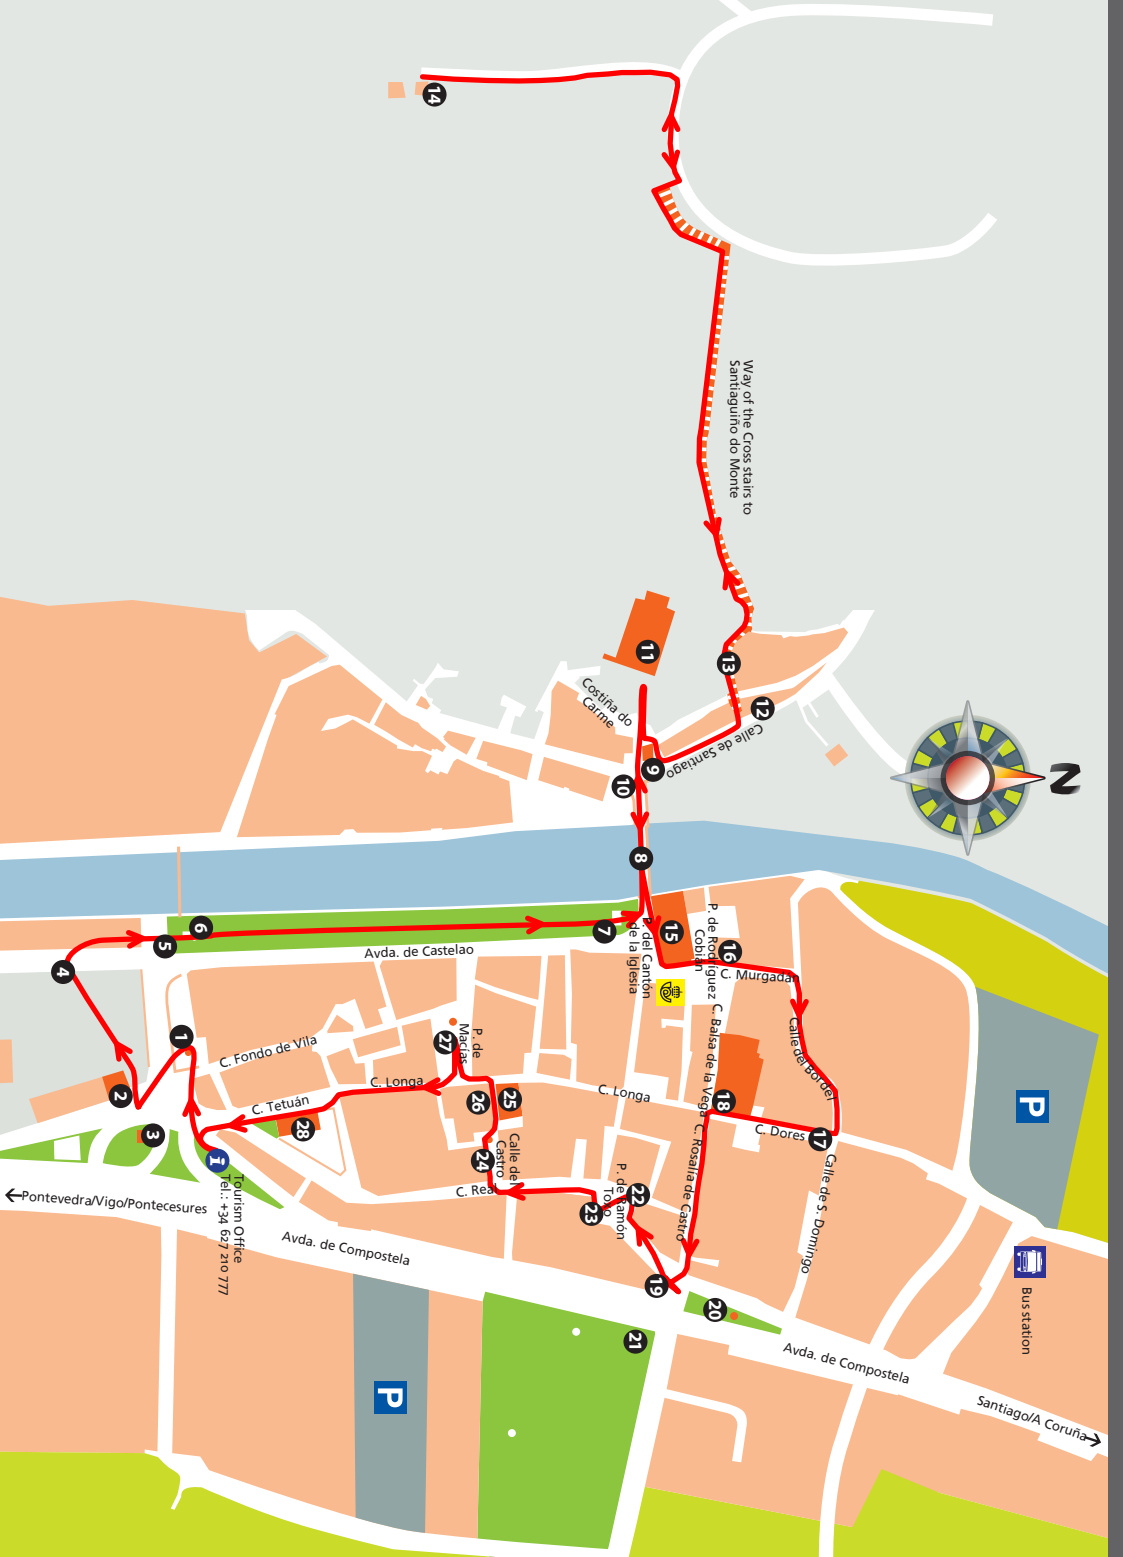 14
Way of the Cross stairs to
Santiaguiño do Monte
11
13
12
Costiña do
Carme
Calle de Santiago
N
9
10
8
15
P. de Rodríguez
Cobián
16
C. Murgadán
7
P. del Cantón
de la Iglesia
6
5
4
Avda. de Castelao
1
2
3
C. Fondo de Vila
P. de
Macías
27
C. Longa
C. Longa
C. Tetuán
28
26
25
24
Calle del
Castro
C. Real
C. Balsa de la Vega
18
Calle del Bordel
C. Dores
17
C. Rosalía de Castro
Calle de S. Domingo
P. de Ramón
Toxo
22
23
19
20
21
P
P
i
Tourism Office
Tel.: +34 627 210 777
Pontevedra/Vigo/Pontecesures
Avda. de Compostela
Avda. de Compostela
Bus station
Santiago/A Coruña